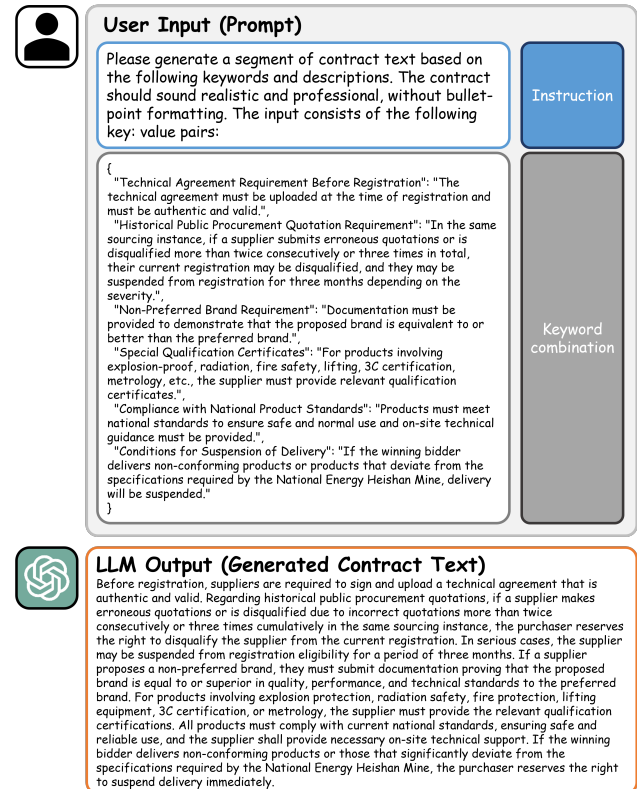 User Input (Prompt)
Please generate a segment of contract text based on
the following keywords and descriptions. The contract
should sound realistic and professional, without bullet-
point formatting. The input consists of the following
key: value pairs:
Instruction
{
"Technical Agreement Requirement Before Registration": "The
technical agreement must be uploaded at the time of registration and
must be authentic and valid.",
"Historical Public Procurement Quotation Requirement": "In the same
sourcing instance, if a supplier submits erroneous quotations or is
disqualified more than twice consecutively or three times in total,
their current registration may be disqualified, and they may be
suspended from registration for three months depending on the
severity.",
"Non-Preferred Brand Requirement": "Documentation must be
provided to demonstrate that the proposed brand is equivalent to or
better than the preferred brand.",
"Special Qualification Certificates": "For products involving
explosion-proof, radiation, fire safety, lifting, 3C certification,
metrology, etc., the supplier must provide relevant qualification
certificates.",
"Compliance with National Product Standards": "Products must meet
national standards to ensure safe and normal use and on-site technical
guidance must be provided.",
"Conditions for Suspension of Delivery": "If the winning bidder
delivers non-conforming products or products that deviate from the
specifications required by the National Energy Heishan Mine, delivery
will be suspended."
}
Keyword
combination
LLM Output (Generated Contract Text)
Before registration, suppliers are required to sign and upload a technical agreement that is
authentic and valid. Regarding historical public procurement quotations, if a supplier makes
erroneous quotations or is disqualified due to incorrect quotations more than twice
consecutively or three times cumulatively in the same sourcing instance, the purchaser reserves
the right to disqualify the supplier from the current registration. In serious cases, the supplier
may be suspended from registration eligibility for a period of three months. If a supplier
proposes a non-preferred brand, they must submit documentation proving that the proposed
brand is equal to or superior in quality, performance, and technical standards to the preferred
brand. For products involving explosion protection, radiation safety, fire protection, lifting
equipment, 3C certification, or metrology, the supplier must provide the relevant qualification
certifications. All products must comply with current national standards, ensuring safe and
reliable use, and the supplier shall provide necessary on-site technical support. If the winning
bidder delivers non-conforming products or those that significantly deviate from the
specifications required by the National Energy Heishan Mine, the purchaser reserves the right
to suspend delivery immediately.